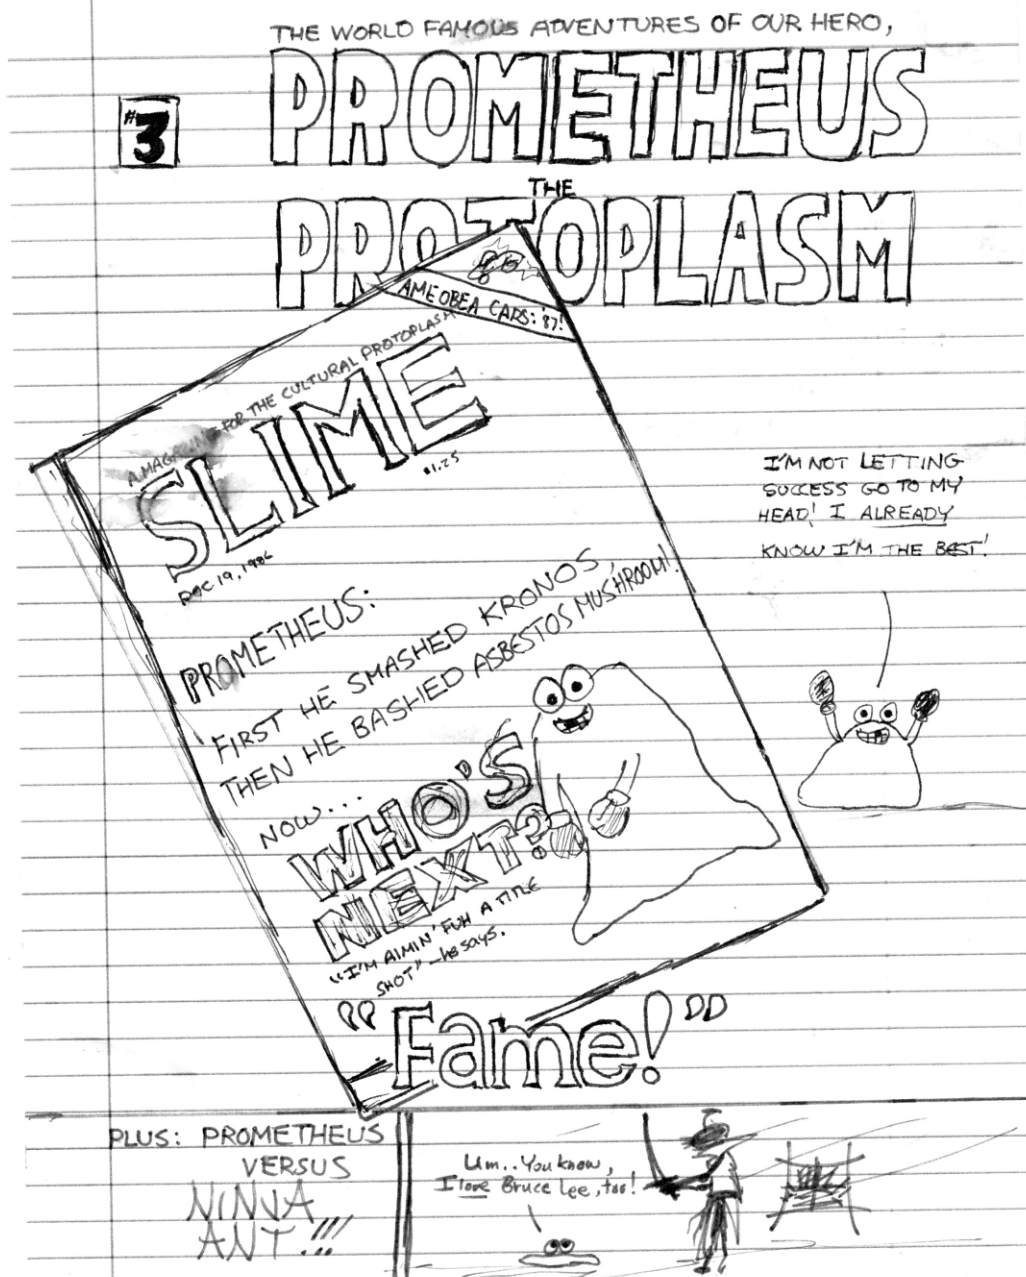 THE WORLD FAMOUS ADVENTURES OF OUR HERO,
PROMETHEUS
#3
THE
PROTOPLASM
AMEOBEA CARS: '87!
A MAGAZINE FOR THE CULTURAL PROTOPLASM
SLIME
$1.25
DEC 19, 1986
I'M NOT LETTING
SUCCESS GO TO MY
HEAD! I ALREADY
KNOW I'M THE BEST!
PROMETHEUS:
FIRST HE SMASHED KRONOS,
THEN HE BASHED ASBESTOS MUSHROOM!
NOW...
WHO'S
NEXT?
"I'M AIMIN' FUH A TITLE
SHOT" —he says.
"Fame!"
PLUS: PROMETHEUS
VERSUS
NINJA
ANT!!!
Um.. You know,
I love Bruce Lee, too!